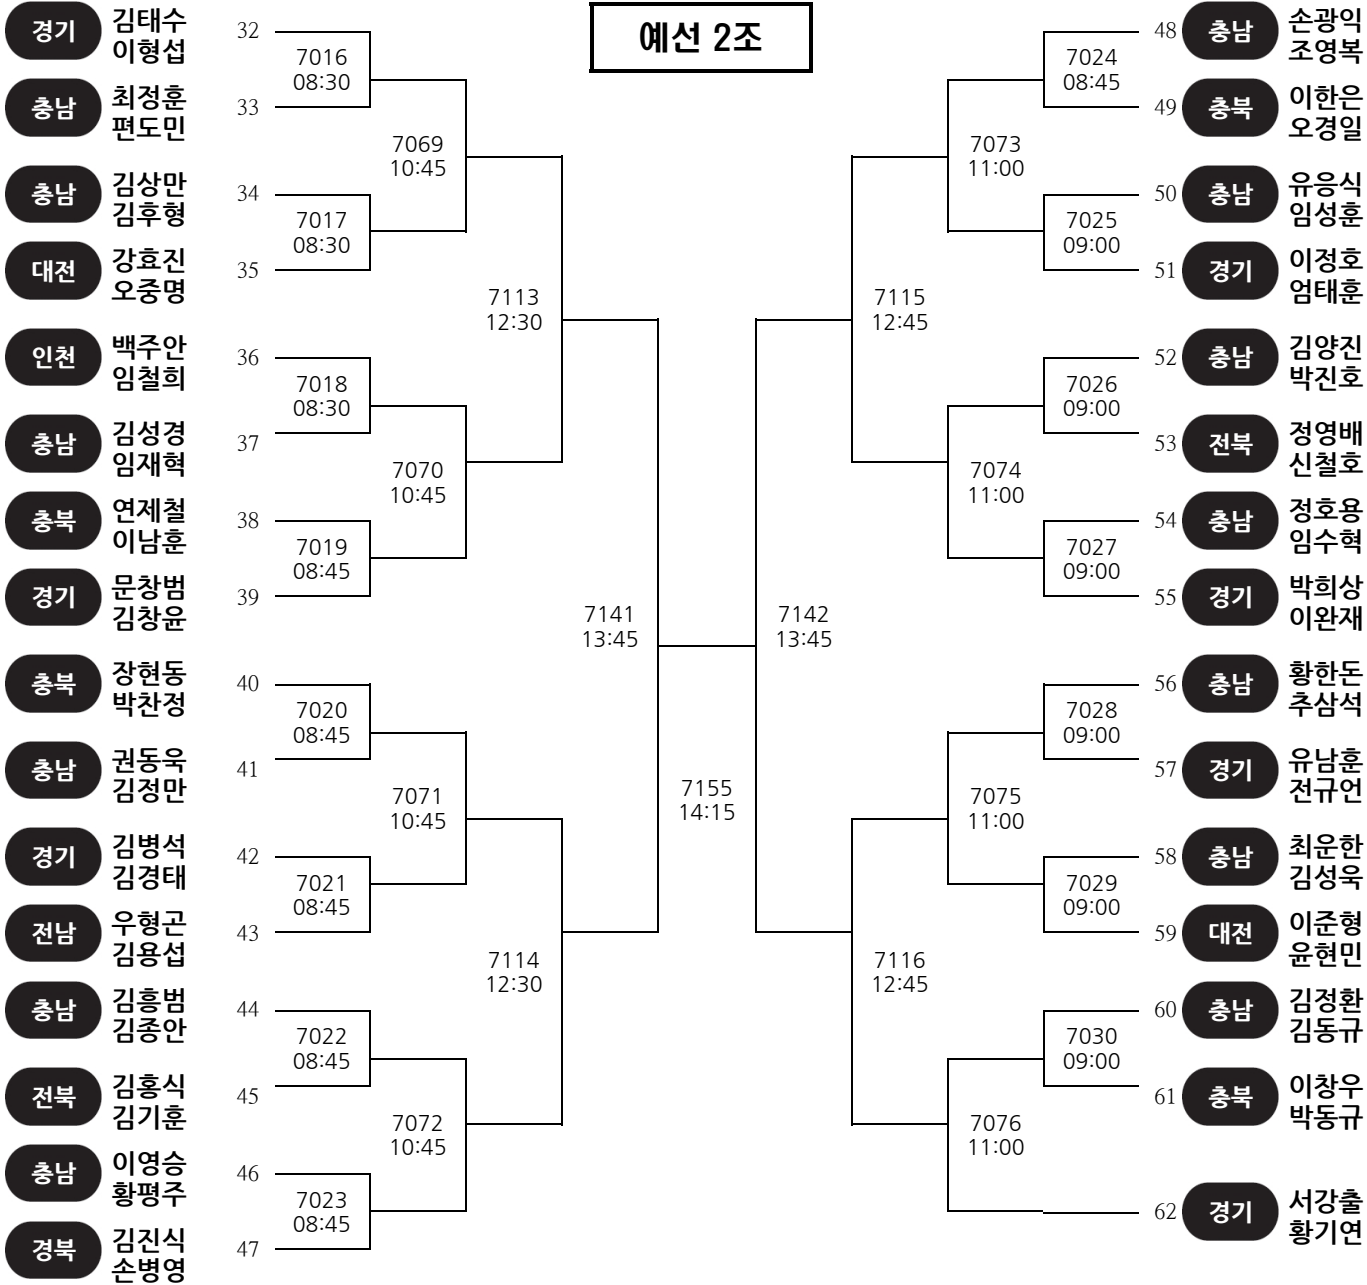 예선 2조
경기
김태수
이형섭
32
7016
08:30
충남
최정훈
편도민
33
7069
10:45
충남
김상만
김후형
34
7017
08:30
대전
강효진
오중명
35
7113
12:30
인천
백주안
임철희
36
7018
08:30
충남
김성경
임재혁
37
7070
10:45
충북
연제철
이남훈
38
7019
08:45
경기
문창범
김창윤
39
7141
13:45
충북
장현동
박찬정
40
7020
08:45
충남
권동욱
김정만
41
7071
10:45
경기
김병석
김경태
42
7021
08:45
전남
우형곤
김용섭
43
7114
12:30
충남
김흥범
김종안
44
7022
08:45
전북
김홍식
김기훈
45
7072
10:45
충남
이영승
황평주
46
7023
08:45
경북
김진식
손병영
47
7155
14:15
48
충남
손광익
조영복
7024
08:45
49
충북
이한은
오경일
7073
11:00
50
충남
유응식
임성훈
7025
09:00
51
경기
이정호
엄태훈
7115
12:45
52
충남
김양진
박진호
7026
09:00
53
전북
정영배
신철호
7074
11:00
54
충남
정호용
임수혁
7027
09:00
55
경기
박희상
이완재
7142
13:45
56
충남
황한돈
추삼석
7028
09:00
57
경기
유남훈
전규언
7075
11:00
58
충남
최운한
김성욱
7029
09:00
59
대전
이준형
윤현민
7116
12:45
60
충남
김정환
김동규
7030
09:00
61
충북
이창우
박동규
7076
11:00
62
경기
서강출
황기연